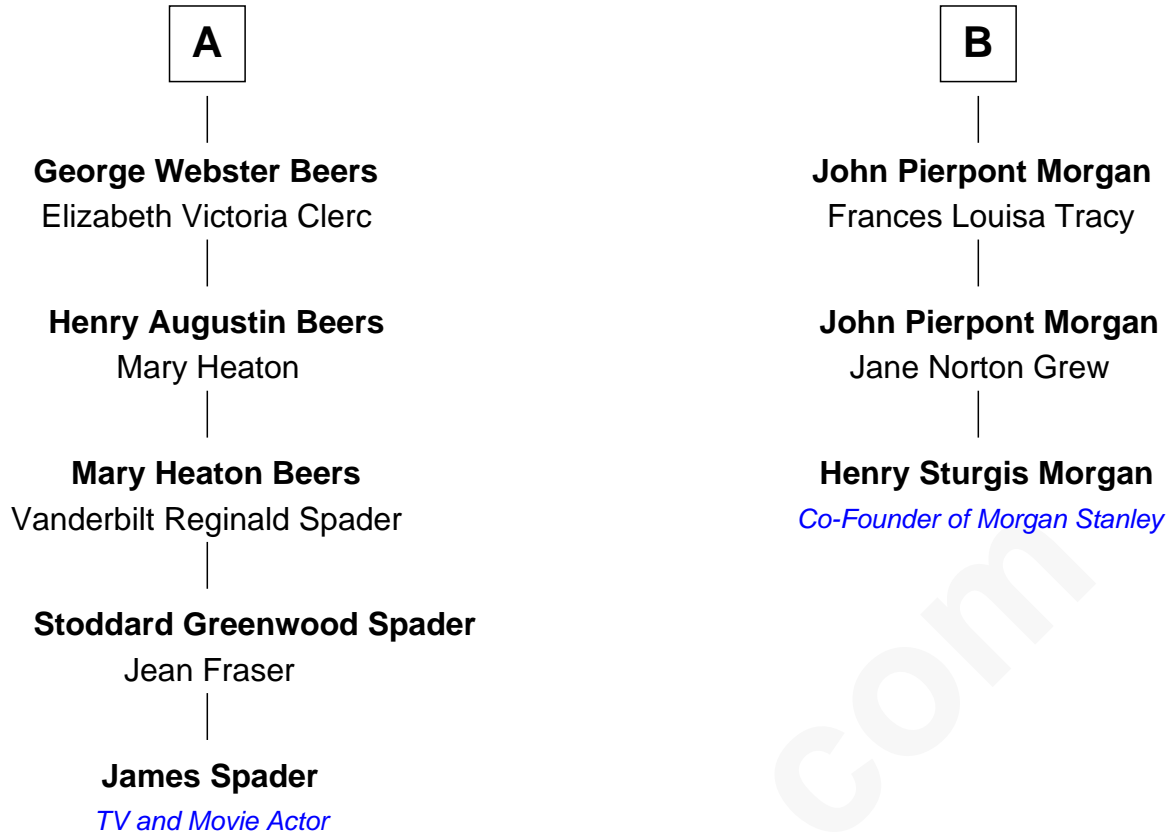 A
George Webster Beers
Elizabeth Victoria Clerc
Henry Augustin Beers
Mary Heaton
Mary Heaton Beers
Vanderbilt Reginald Spader
Stoddard Greenwood Spader
Jean Fraser
James Spader
TV and Movie Actor
B
John Pierpont Morgan
Frances Louisa Tracy
John Pierpont Morgan
Jane Norton Grew
Henry Sturgis Morgan
Co-Founder of Morgan Stanley
com